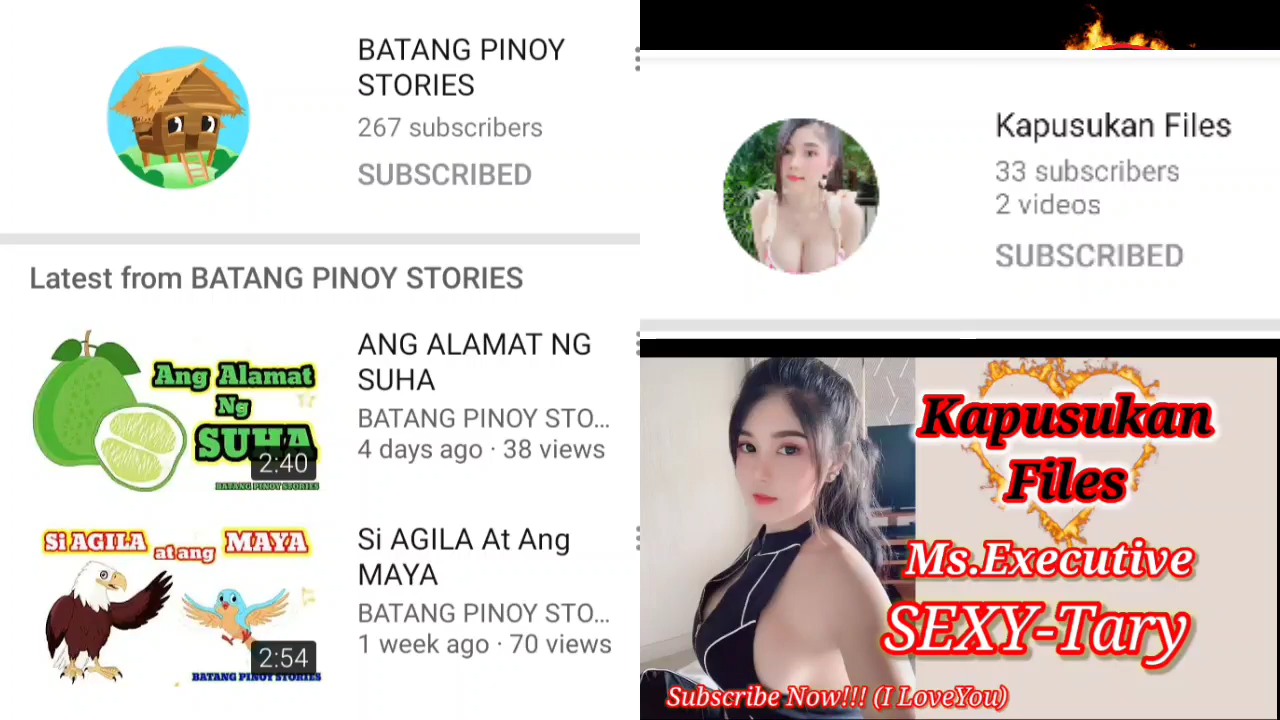 BATANG PINOY
STORIES
267 subscribers
SUBSCRIBED
Latest from BATANG PINOY STORIES
Ang Alamat
Ng
SUHA
2:40
BATANG PINOY STORIES
ANG ALAMAT NG
SUHA
BATANG PINOY STO...
4 days ago · 38 views
Si AGILA at ang MAYA
2:54
BATANG PINOY STORIES
Si AGILA At Ang
MAYA
BATANG PINOY STO...
1 week ago · 70 views
Kapusukan Files
33 subscribers
2 videos
SUBSCRIBED
Kapusukan
Files
Ms.Executive
SEXY-Tary
Subscribe Now!!! (I LoveYou)